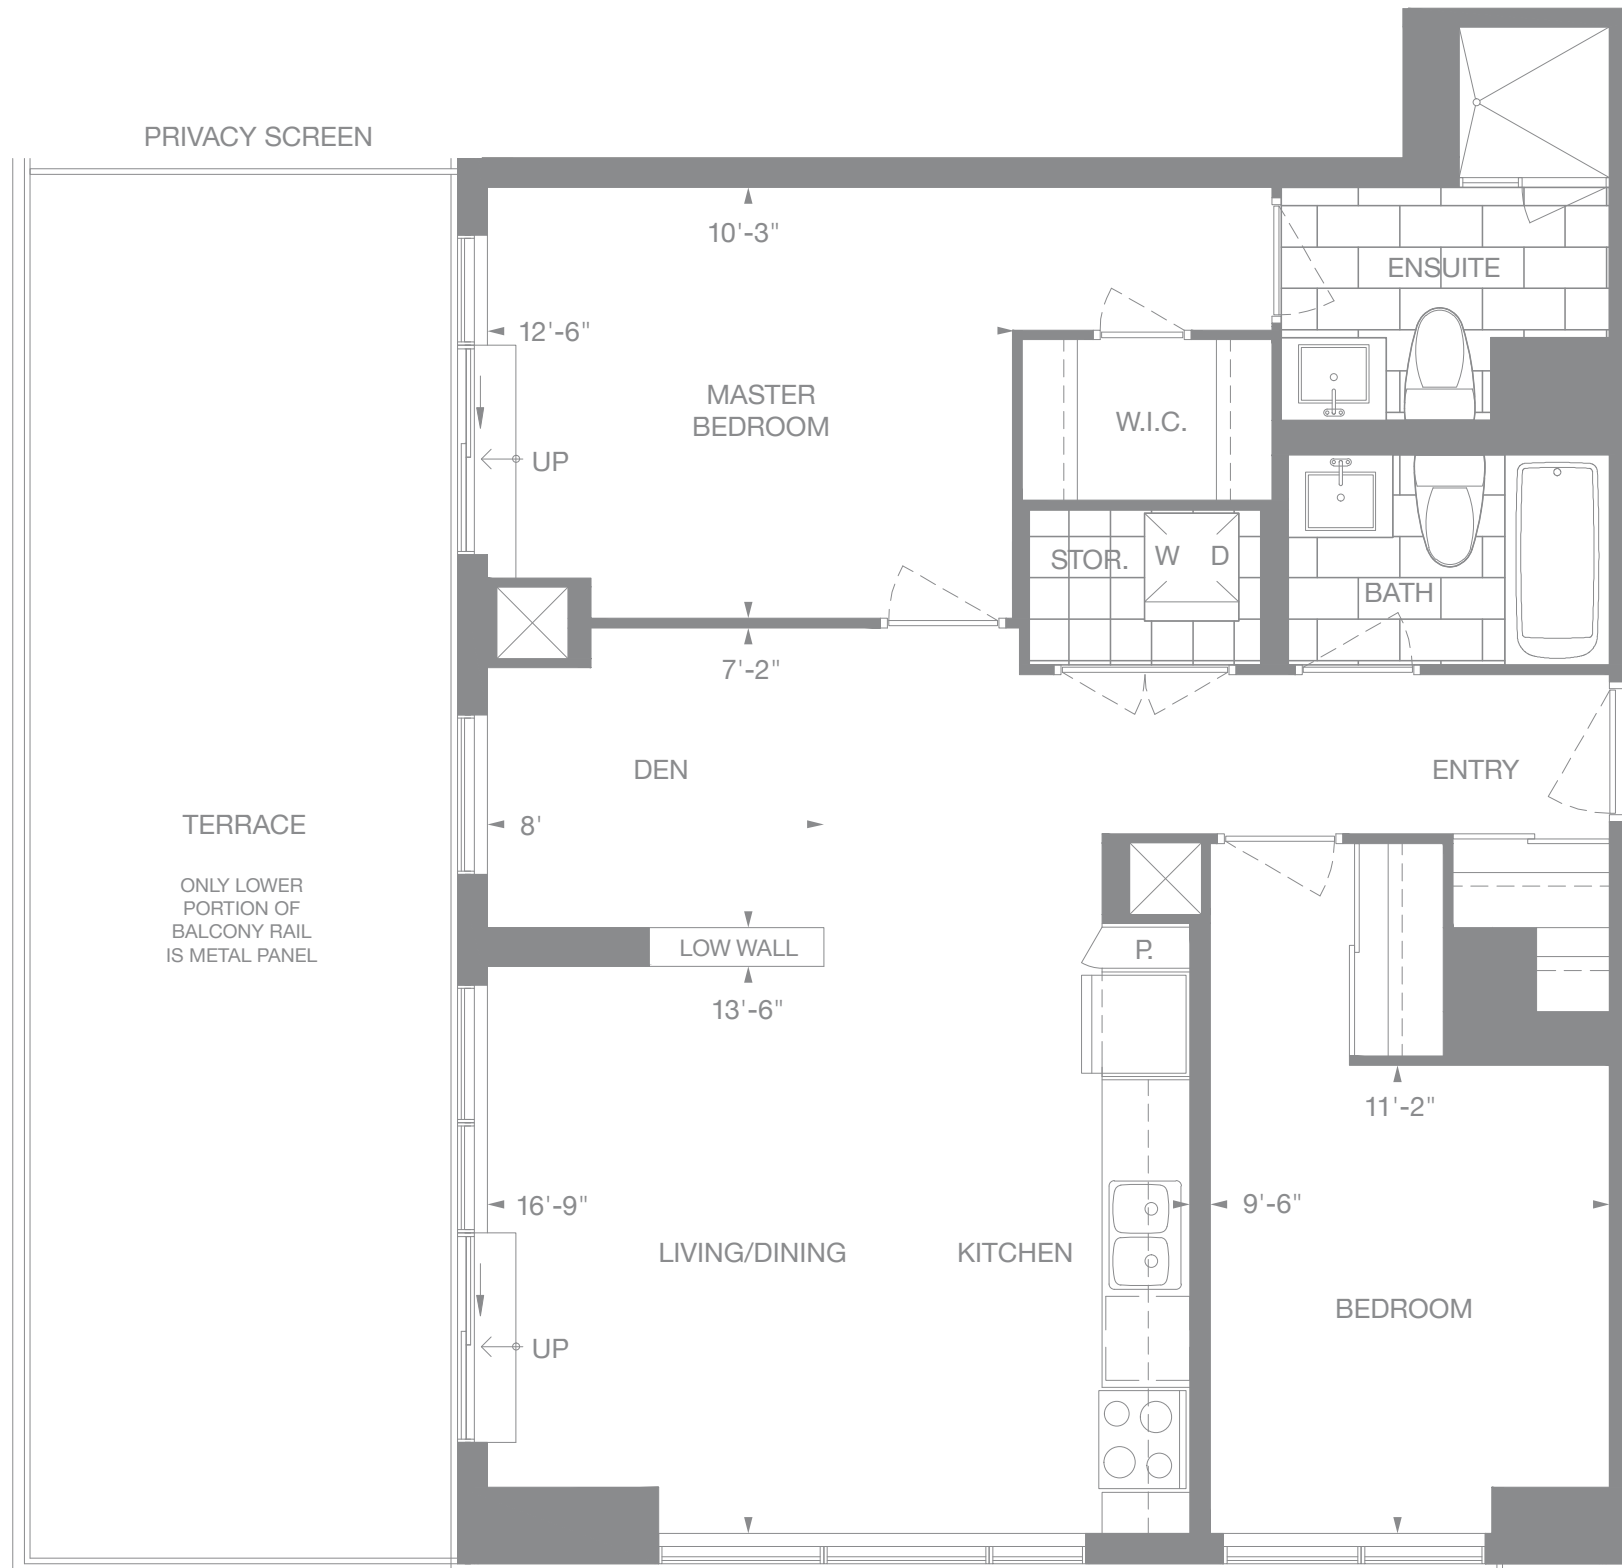 PRIVACY SCREEN
10'-3"
ENSUITE
12'-6"
MASTER
BEDROOM
W.I.C.
UP
STOR.
W D
BATH
7'-2"
DEN
ENTRY
8'
TERRACE
ONLY LOWER
PORTION OF
BALCONY RAIL
IS METAL PANEL
LOW WALL
P.
13'-6"
11'-2"
16'-9"
9'-6"
LIVING/DINING
KITCHEN
BEDROOM
UP